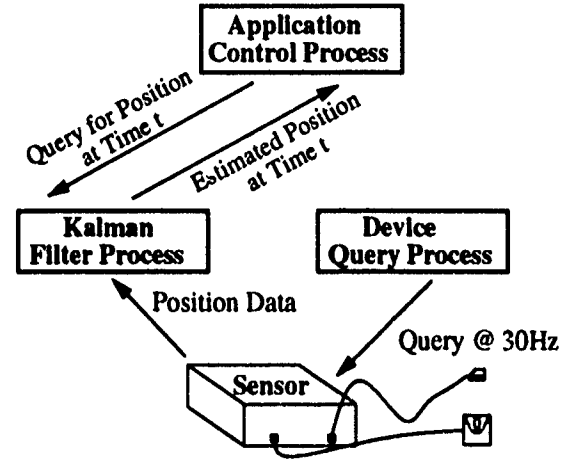 Application
Control Process
Query for Position
at Time t
Estimated Position
at Time t
Kalman
Filter Process
Device
Query Process
Position Data
Query @ 30Hz
Sensor